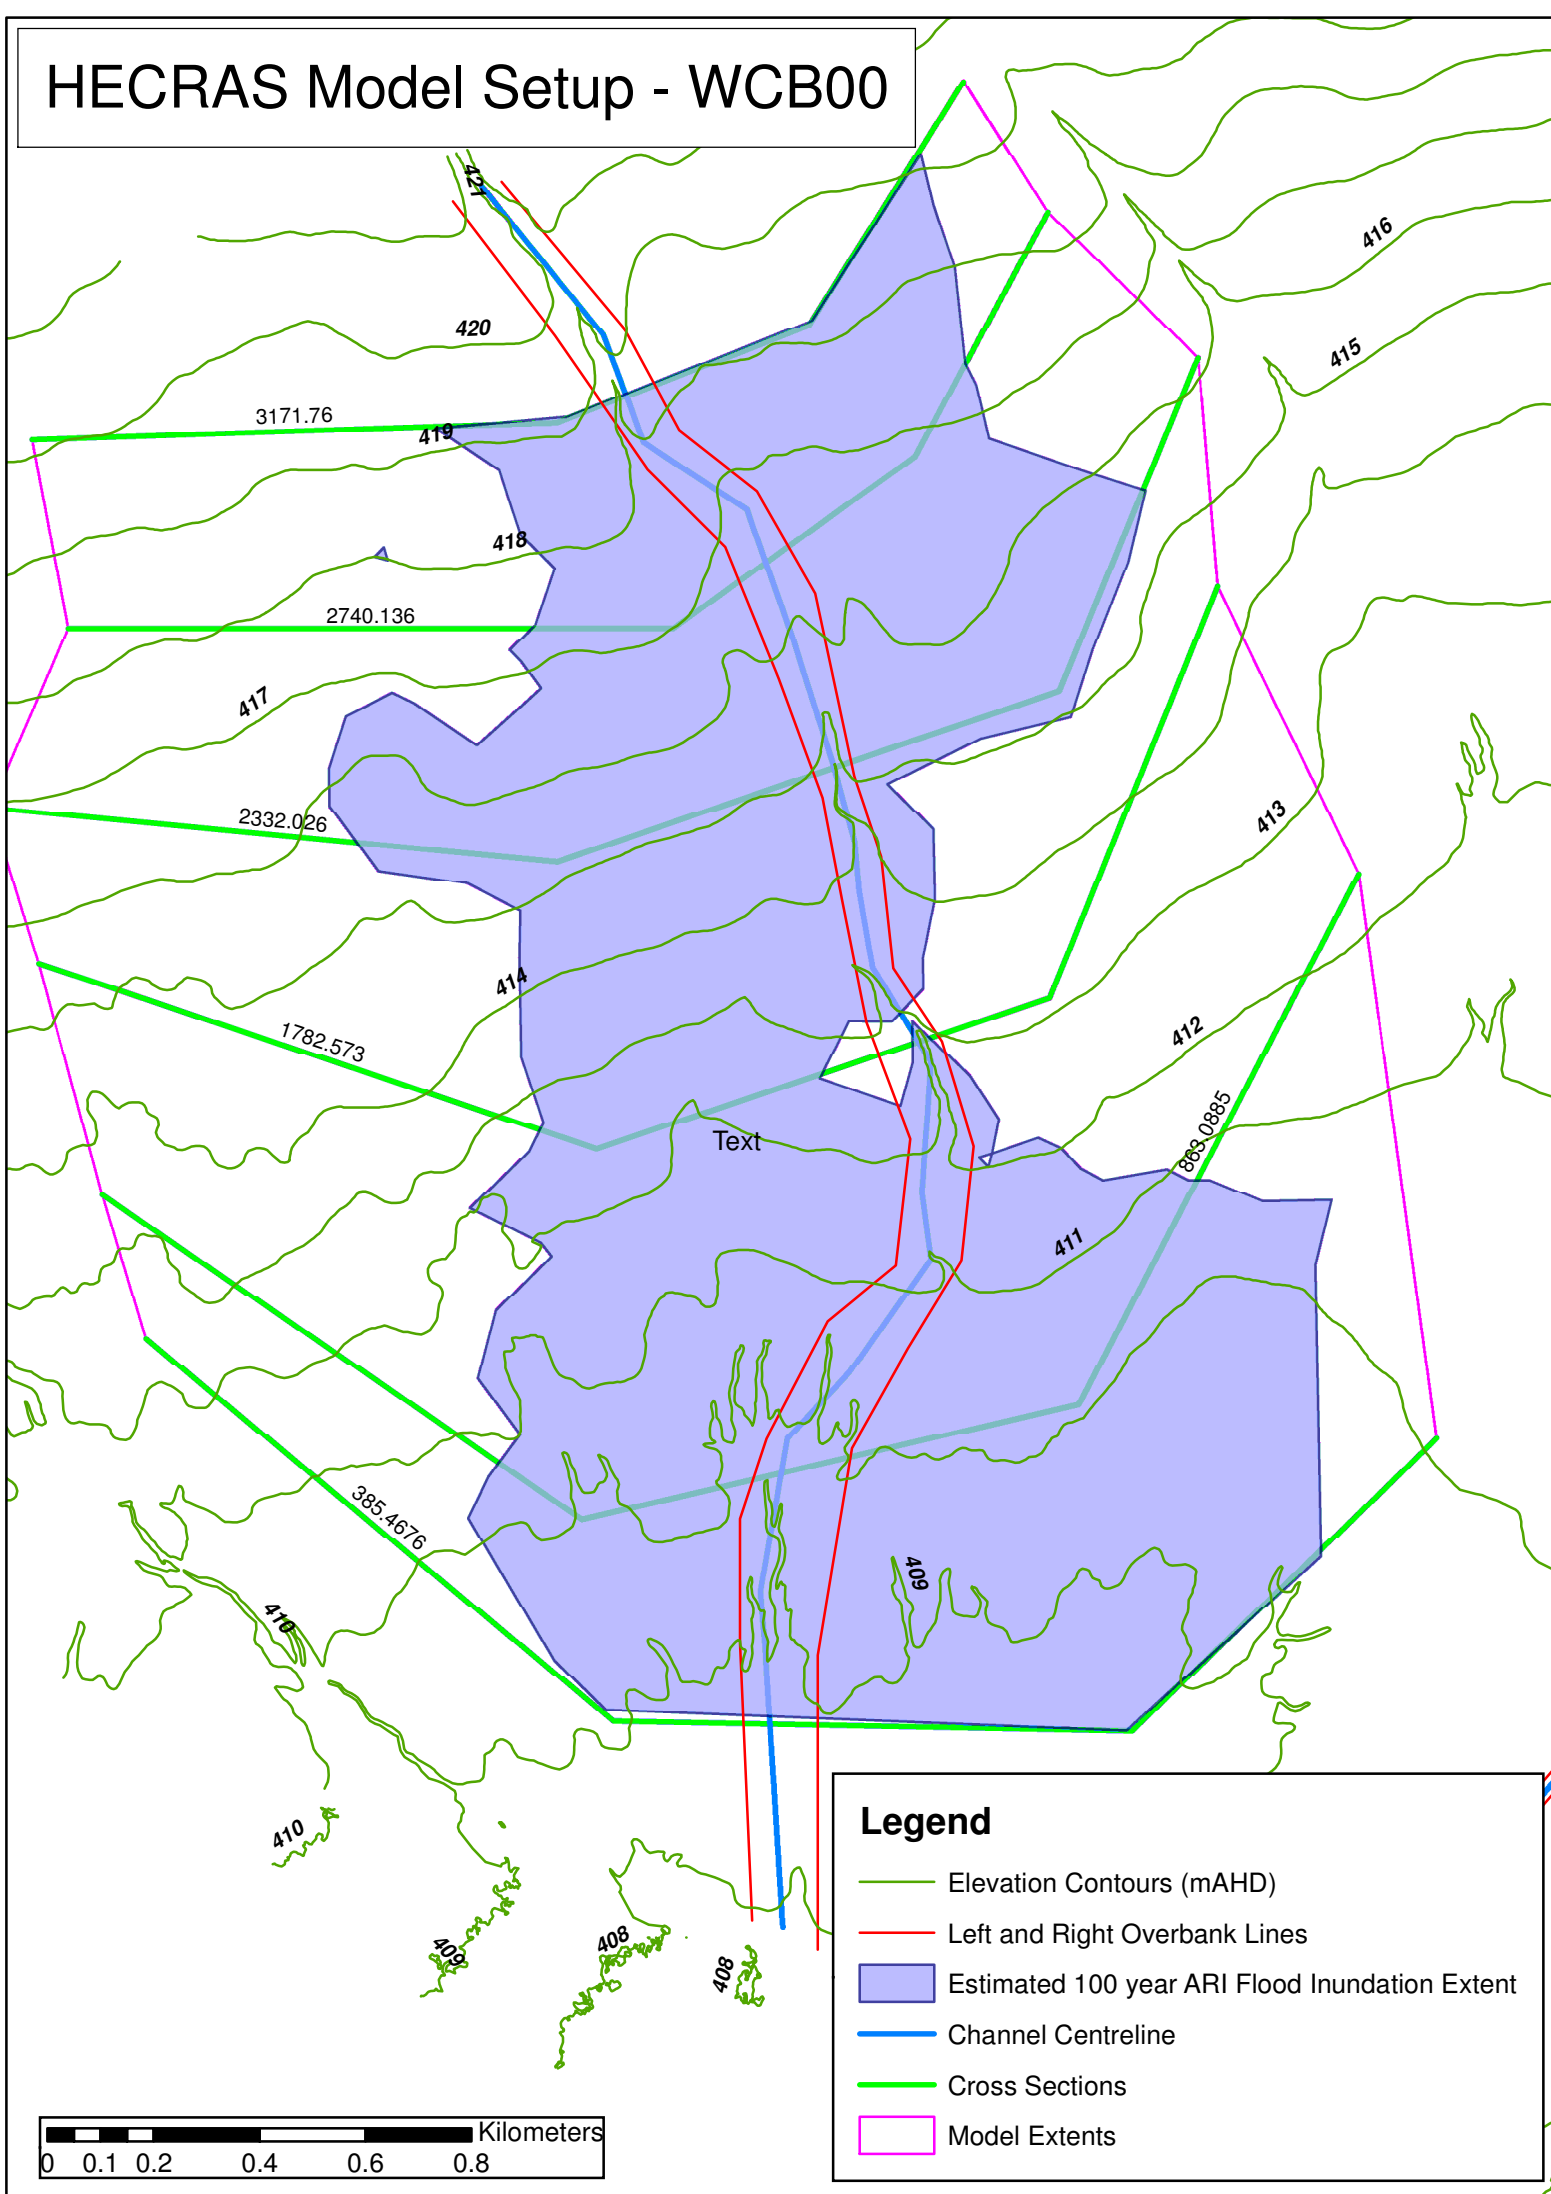 HECRAS Model Setup - WCB00
421
416
420
415
3171.76
419
418
2740.136
417
2332.026
413
414
412
1782.573
863.0885
Text
411
385.4676
409
410
410
409
408
408
Legend
Elevation Contours (mAHD)
Left and Right Overbank Lines
Estimated 100 year ARI Flood Inundation Extent
Channel Centreline
Cross Sections
Model Extents
Kilometers
0 0.1 0.2 0.4 0.6 0.8